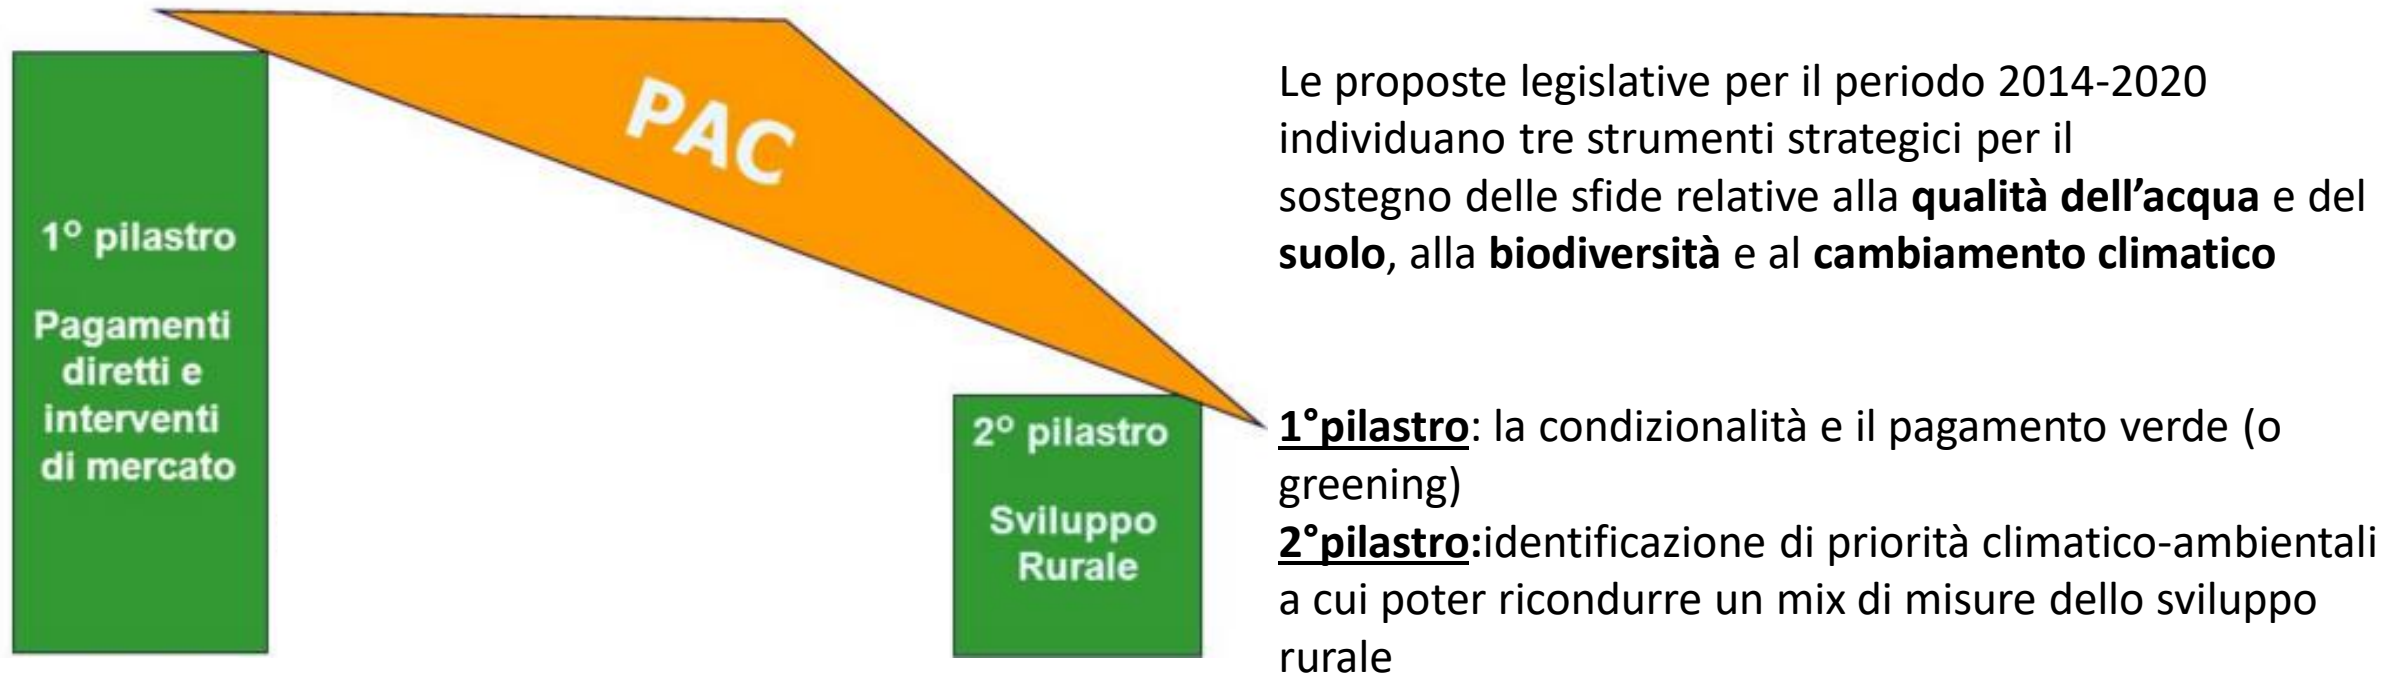 PAC
1º pilastro
Pagamenti
diretti e
interventi
di mercato
2º pilastro
Sviluppo
Rurale
Le proposte legislative per il periodo 2014-2020
individuano tre strumenti strategici per il
sostegno delle sfide relative alla qualità dell’acqua e del
suolo, alla biodiversità e al cambiamento climatico
1°pilastro: la condizionalità e il pagamento verde (o
greening)
2°pilastro:identificazione di priorità climatico-ambientali
a cui poter ricondurre un mix di misure dello sviluppo
rurale